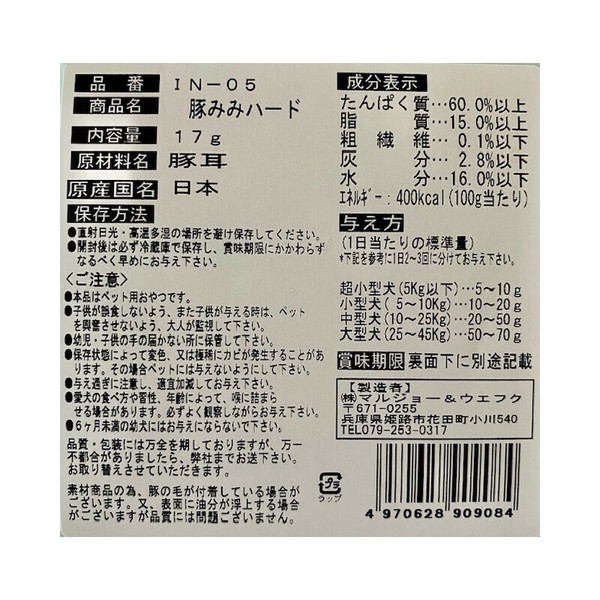 品番 IN-05
商品名 豚みみハード
内容量 17g
原材料名 豚耳
原産国名 日本
保存方法
●直射日光・高温多湿の場所を避け保存してください。
●開封後は必ず冷蔵庫で保存し、賞味期限にかかわらず
なるべく早めにお与え下さい。
＜ご注意＞
●本品はペット用おやつです。
●子供が誤食しないよう、また子供が与える時は、ペット
を興奮させないよう、大人が監視して下さい。
●幼児・子供の手の届かない所に保管して下さい。
●保存状態によって変色、又は極稀にカビが発生することがあ
ります。その場合ペットには与えないようにして下さい。
●与え過ぎに注意し、適宜加減してお与え下さい。
●愛犬の食べ方や習性、年齢によって、喉に詰まら
せる場合があります。必ずよく観察しながらお与え下さい。
●6ヶ月未満の幼犬にはお与えにならないで下さい。
品質・包装には万全を期しておりますが、万一
不都合がありましたら、弊社までお送り下さい。
お取り替えさせていただきます。
素材商品の為、豚の毛が付着している場合が
ございます。又、表面に油分が浮上する場合
がございますが品質には問題ございません。
成分表示
たんぱく質…60.0%以上
脂質…15.0%以上
粗繊維…0.1%以下
灰分…2.8%以下
水分…16.0%以下
エネルギー：400kcal(100g当たり)
与え方
(1日当たりの標準量)
*下記を参考に1日2～3回に分けてお与え下さい。
超小型犬(5Kg以下)…5～10g
小型犬(5～10Kg)…10～20g
中型犬(10～25Kg)…20～50g
大型犬(25～45Kg)…50～70g
賞味期限 裏面下に別途記載
【製造者】
㈱マルジョー＆ウエフク
〒671-0255
兵庫県姫路市花田町小川540
TEL079-253-0317
プラ
ラップ
4 970628 909084